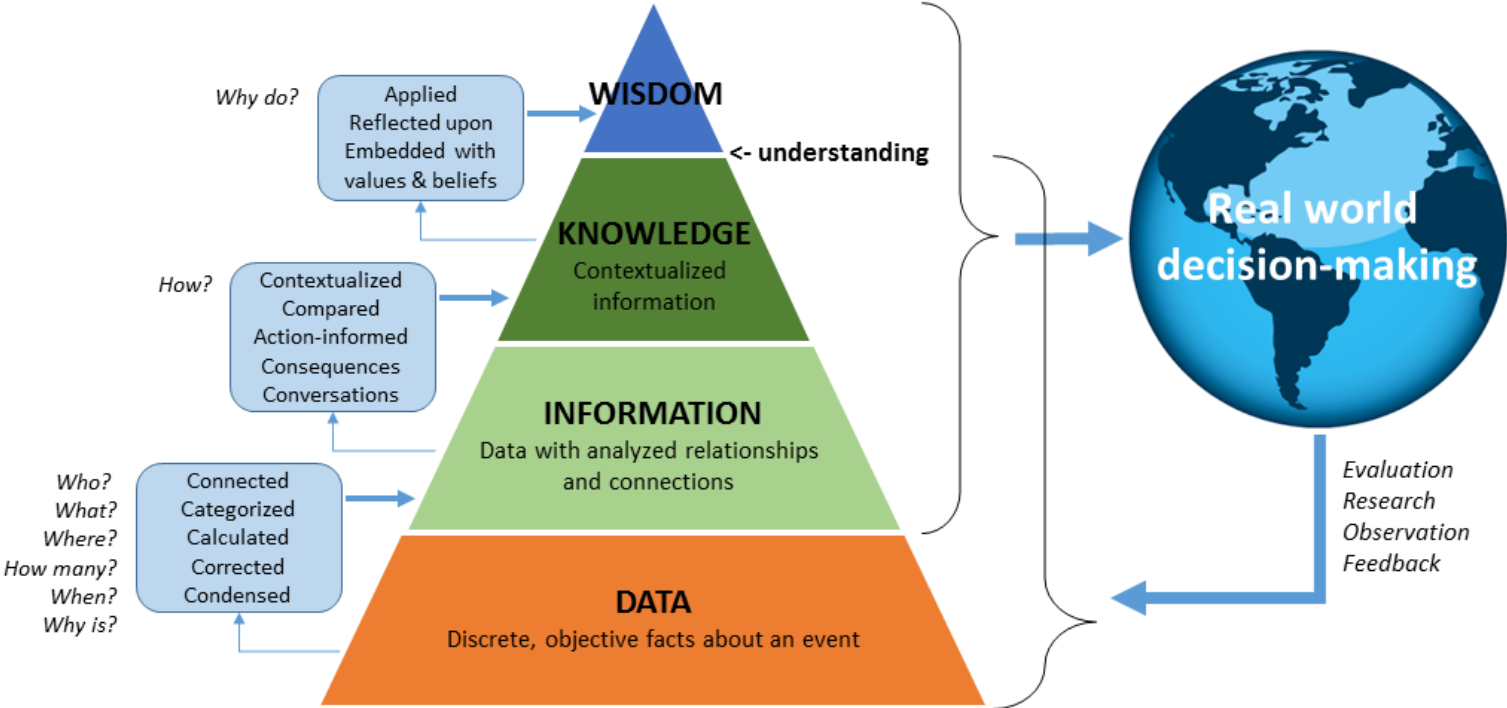 WISDOM
Why do?
Applied
Reflected upon
Embedded with
values & beliefs
<- understanding
KNOWLEDGE
Contextualized
information
How?
Contextualized
Compared
Action-informed
Consequences
Conversations
INFORMATION
Data with analyzed relationships
and connections
Who?
What?
Where?
How many?
When?
Why is?
Connected
Categorized
Calculated
Corrected
Condensed
DATA
Discrete, objective facts about an event
Real world
decision-making
Evaluation
Research
Observation
Feedback